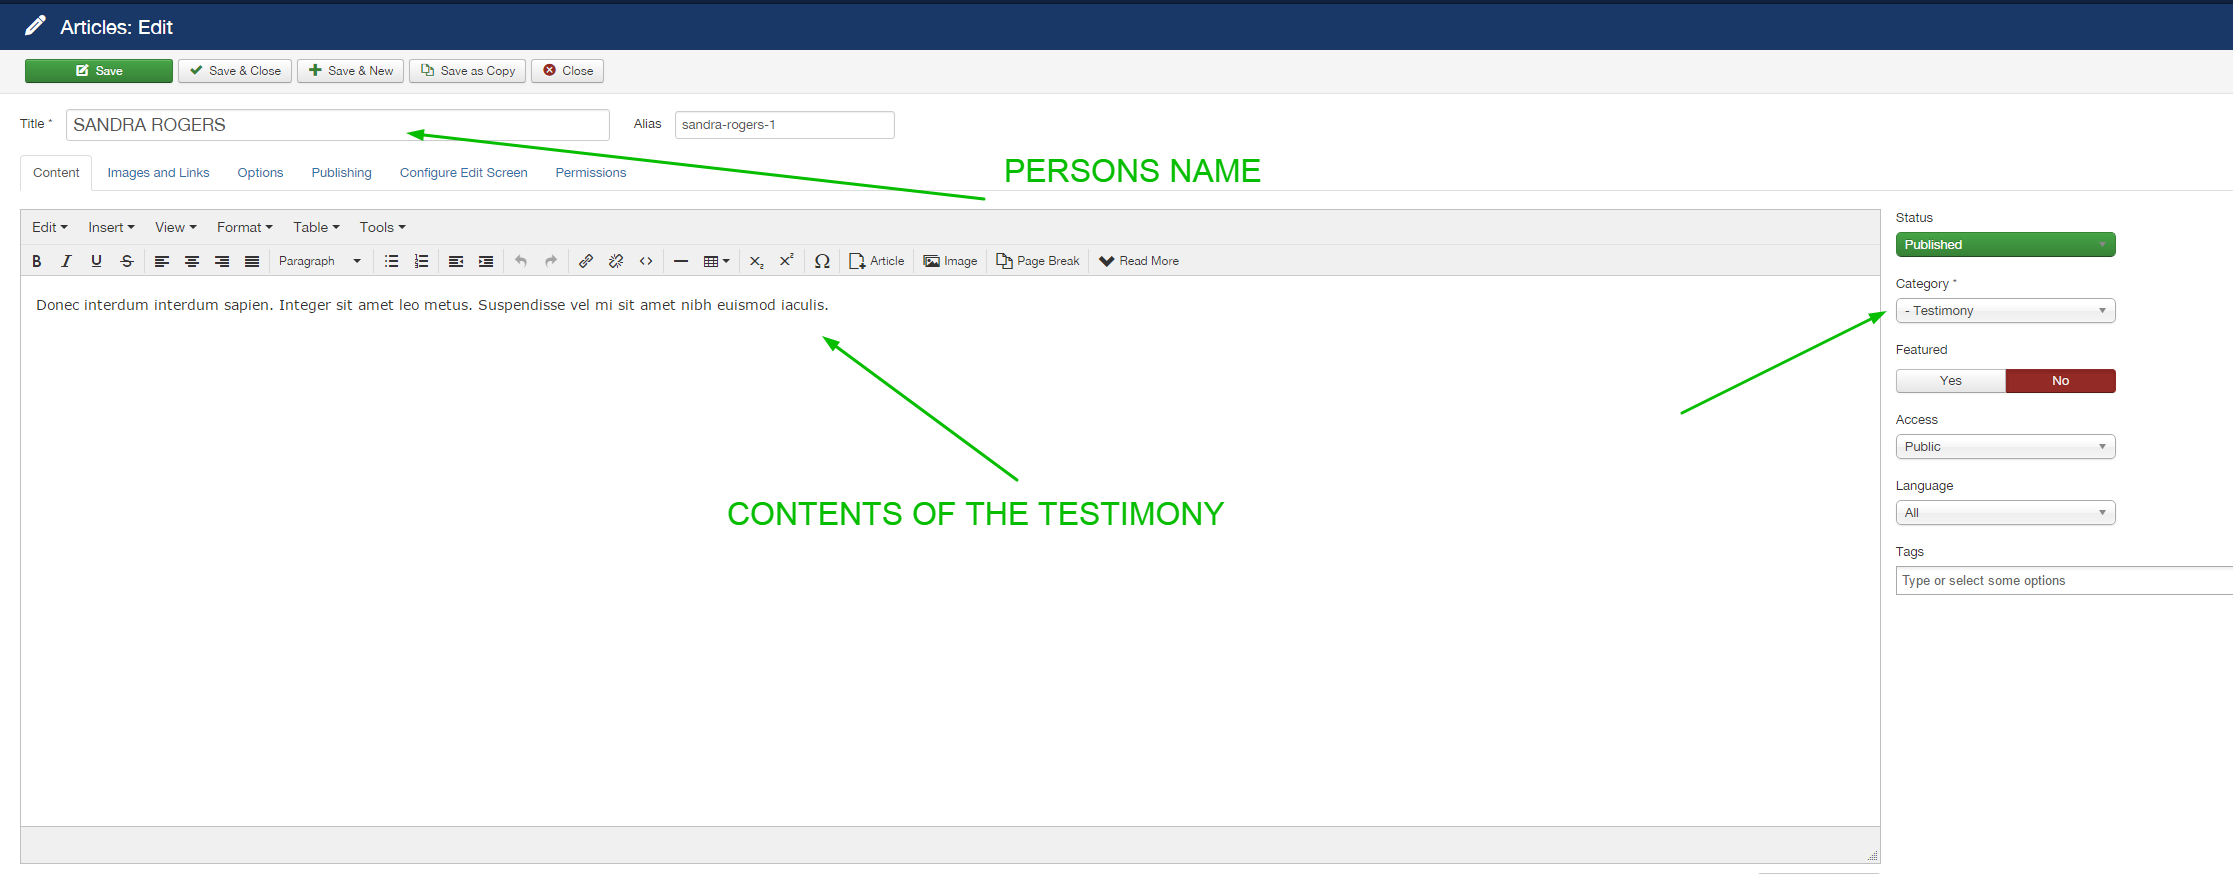 Articles: Edit
Save
Save & Close
Save & New
Save as Copy
Close
Title *
SANDRA ROGERS
Alias
sandra-rogers-1
PERSONS NAME
Content
Images and Links
Options
Publishing
Configure Edit Screen
Permissions
Edit
Insert
View
Format
Table
Tools
Paragraph
Article
Image
Page Break
Read More
Donec interdum interdum sapien. Integer sit amet leo metus. Suspendisse vel mi sit amet nibh euismod iaculis.
CONTENTS OF THE TESTIMONY
Status
Published
Category *
- Testimony
Featured
Yes
No
Access
Public
Language
All
Tags
Type or select some options